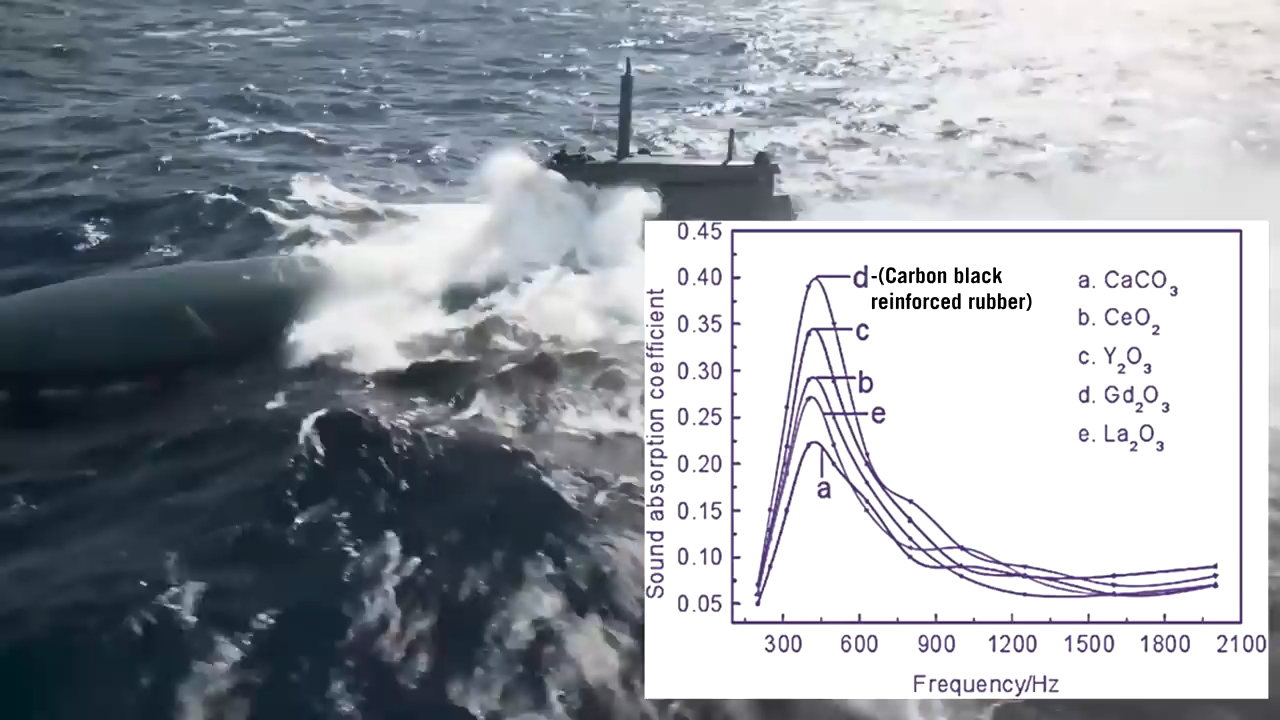 0.45
0.40
0.35
0.30
0.25
0.20
0.15
0.10
0.05
Sound absorption coefficient
d-(Carbon black
reinforced rubber)
c
b
e
a
a. CaCO₃
b. CeO₂
c. Y₂O₃
d. Gd₂O₃
e. La₂O₃
300 600 900 1200 1500 1800 2100
Frequency/Hz